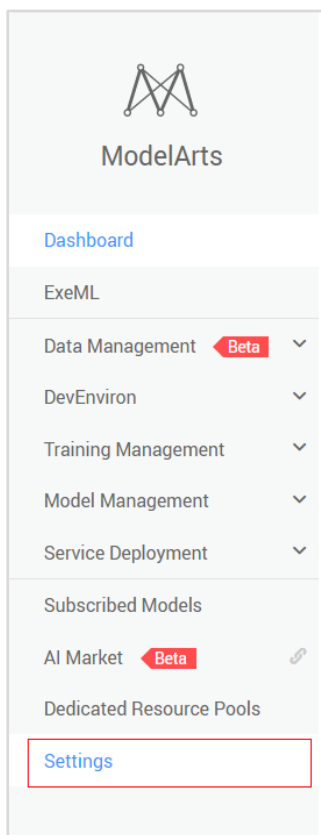 ModelArts
Dashboard
ExeML
Data Management Beta
DevEnviron
Training Management
Model Management
Service Deployment
Subscribed Models
AI Market Beta
Dedicated Resource Pools
Settings